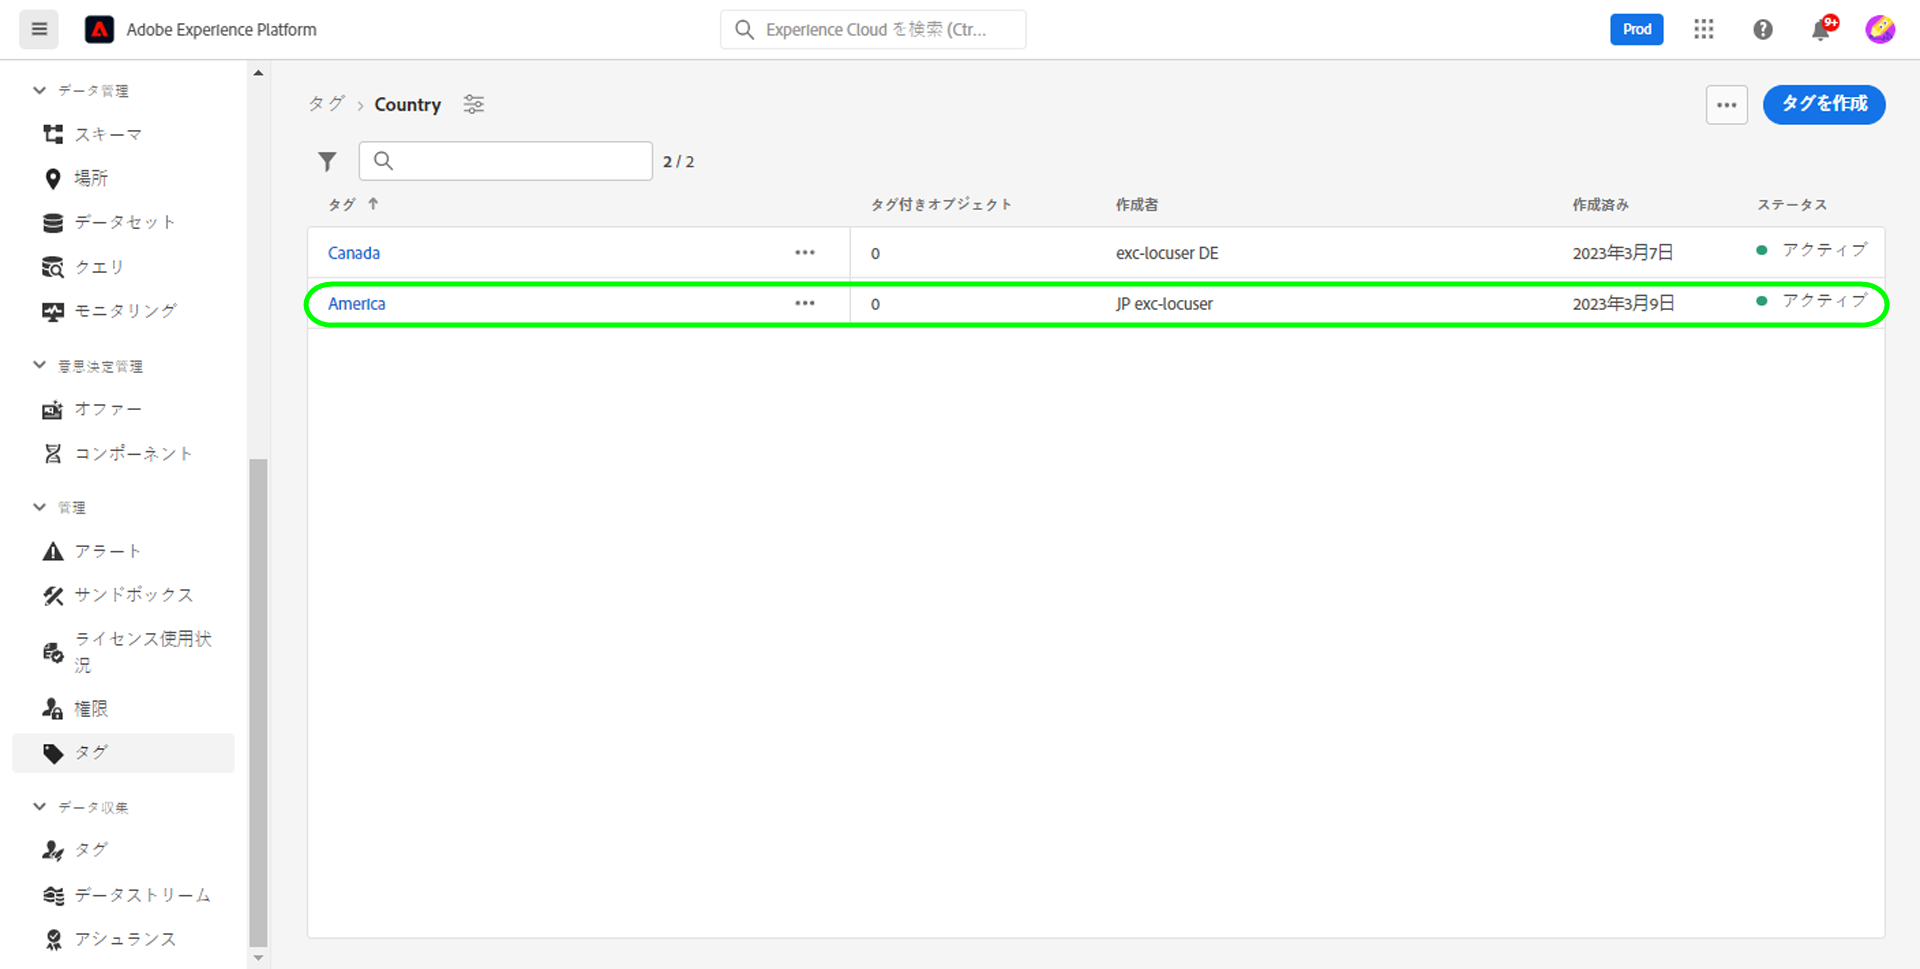 Adobe Experience Platform
Experience Cloud を検索 (Ctr...
Prod
9+
データ管理
スキーマ
場所
データセット
クエリ
モニタリング
意思決定管理
オファー
コンポーネント
管理
アラート
サンドボックス
ライセンス使用状
況
権限
タグ
データ収集
タグ
データストリーム
アシュランス
タグ > Country
タグを作成
2 / 2
タグ ↑ タグ付きオブジェクト 作成者 作成済み ステータス
Canada 0 exc-locuser DE 2023年3月7日 アクティブ
America 0 JP exc-locuser 2023年3月9日 アクティブ